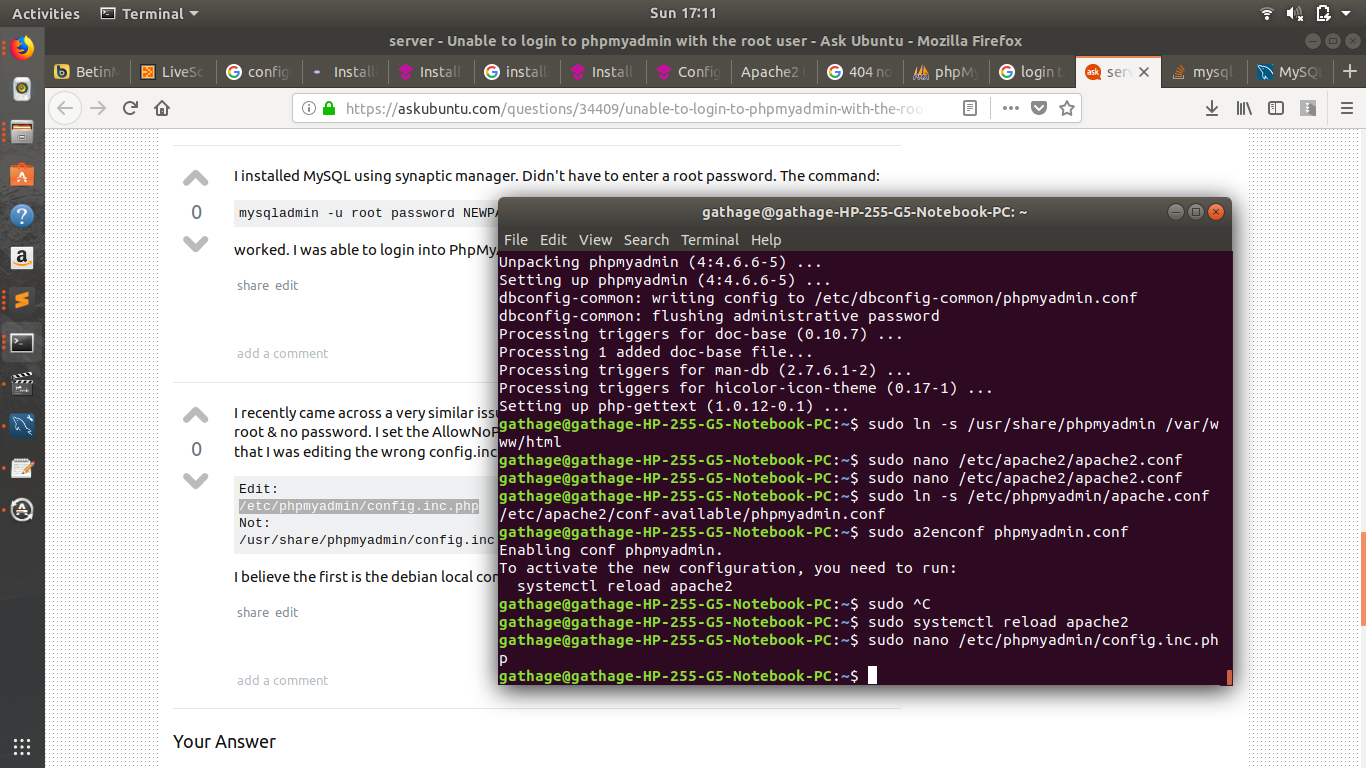 Activities Terminal Sun 17:11
server - Unable to login to phpmyadmin with the root user - Ask Ubuntu - Mozilla Firefox
BetinM LiveSc config Install Install install Install Config Apache2 404 no phpMy login t ask serv mysql MySQL
https://askubuntu.com/questions/34409/unable-to-login-to-phpmyadmin-with-the-roo
I installed MySQL using synaptic manager. Didn't have to enter a root password. The command:
0
mysqladmin -u root password NEWPA
worked. I was able to login into PhpMy
share edit
add a comment
I recently came across a very similar issu
root & no password. I set the AllowNoP
0
that I was editing the wrong config.inc
Edit:
/etc/phpmyadmin/config.inc.php
Not:
/usr/share/phpmyadmin/config.inc
I believe the first is the debian local con
share edit
add a comment
Your Answer
gathage@gathage-HP-255-G5-Notebook-PC: ~
File Edit View Search Terminal Help
Unpacking phpmyadmin (4:4.6.6-5) ...
Setting up phpmyadmin (4:4.6.6-5) ...
dbconfig-common: writing config to /etc/dbconfig-common/phpmyadmin.conf
dbconfig-common: flushing administrative password
Processing triggers for doc-base (0.10.7) ...
Processing 1 added doc-base file...
Processing triggers for man-db (2.7.6.1-2) ...
Processing triggers for hicolor-icon-theme (0.17-1) ...
Setting up php-gettext (1.0.12-0.1) ...
gathage@gathage-HP-255-G5-Notebook-PC:~$ sudo ln -s /usr/share/phpmyadmin /var/w
ww/html
gathage@gathage-HP-255-G5-Notebook-PC:~$ sudo nano /etc/apache2/apache2.conf
gathage@gathage-HP-255-G5-Notebook-PC:~$ sudo nano /etc/apache2/apache2.conf
gathage@gathage-HP-255-G5-Notebook-PC:~$ sudo ln -s /etc/phpmyadmin/apache.conf
/etc/apache2/conf-available/phpmyadmin.conf
gathage@gathage-HP-255-G5-Notebook-PC:~$ sudo a2enconf phpmyadmin.conf
Enabling conf phpmyadmin.
To activate the new configuration, you need to run:
systemctl reload apache2
gathage@gathage-HP-255-G5-Notebook-PC:~$ sudo ^C
gathage@gathage-HP-255-G5-Notebook-PC:~$ sudo systemctl reload apache2
gathage@gathage-HP-255-G5-Notebook-PC:~$ sudo nano /etc/phpmyadmin/config.inc.ph
p
gathage@gathage-HP-255-G5-Notebook-PC:~$